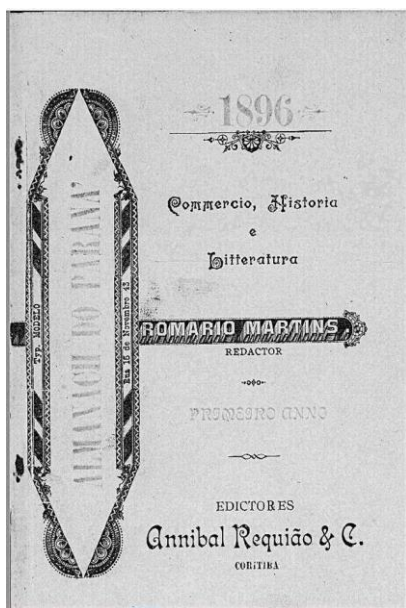 1896
Commercio, Historia
e
Litteratura
ROMARIO MARTINS,
REDACTOR
PRIMEIRO ANNO
EDICTORES
Annibal Requião & C.
CORITIBA
ALMANACH DO PARANÁ
Typ. MODELO
Rua 15 de Novembro 43